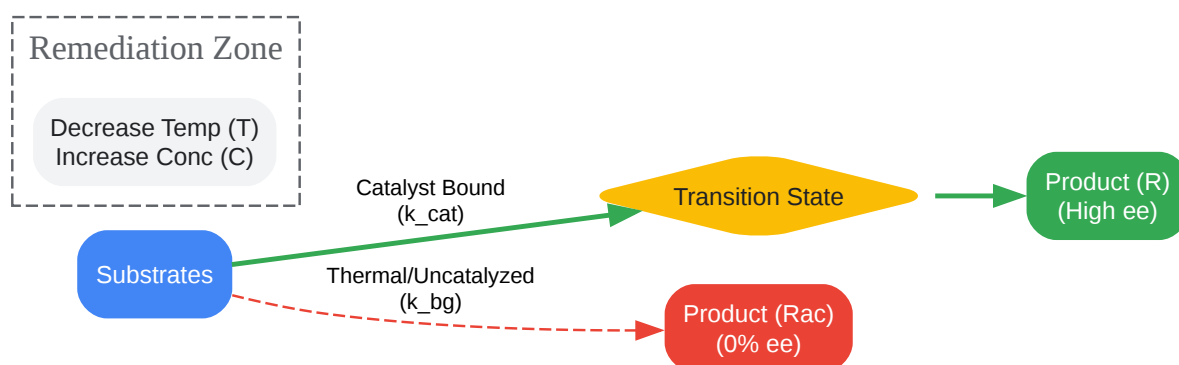 Remediation Zone
Decrease Temp (T)
Increase Conc (C)
Catalyst Bound
(k_cat)
Transition State
Product (R)
(High ee)
Substrates
Thermal/Uncatalyzed
(k_bg)
Product (Rac)
(0% ee)